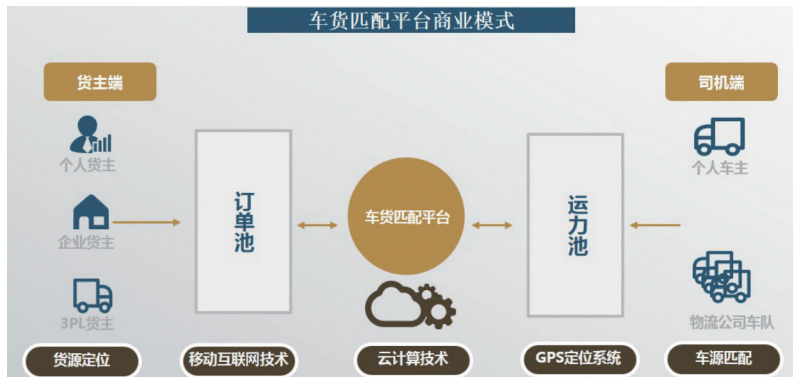 车货匹配平台商业模式
货主端
司机端
个人货主
个人车主
订单池
车货匹配平台
运力池
企业货主
3PL货主
物流公司车队
货源定位
移动互联网技术
云计算技术
GPS定位系统
车源匹配